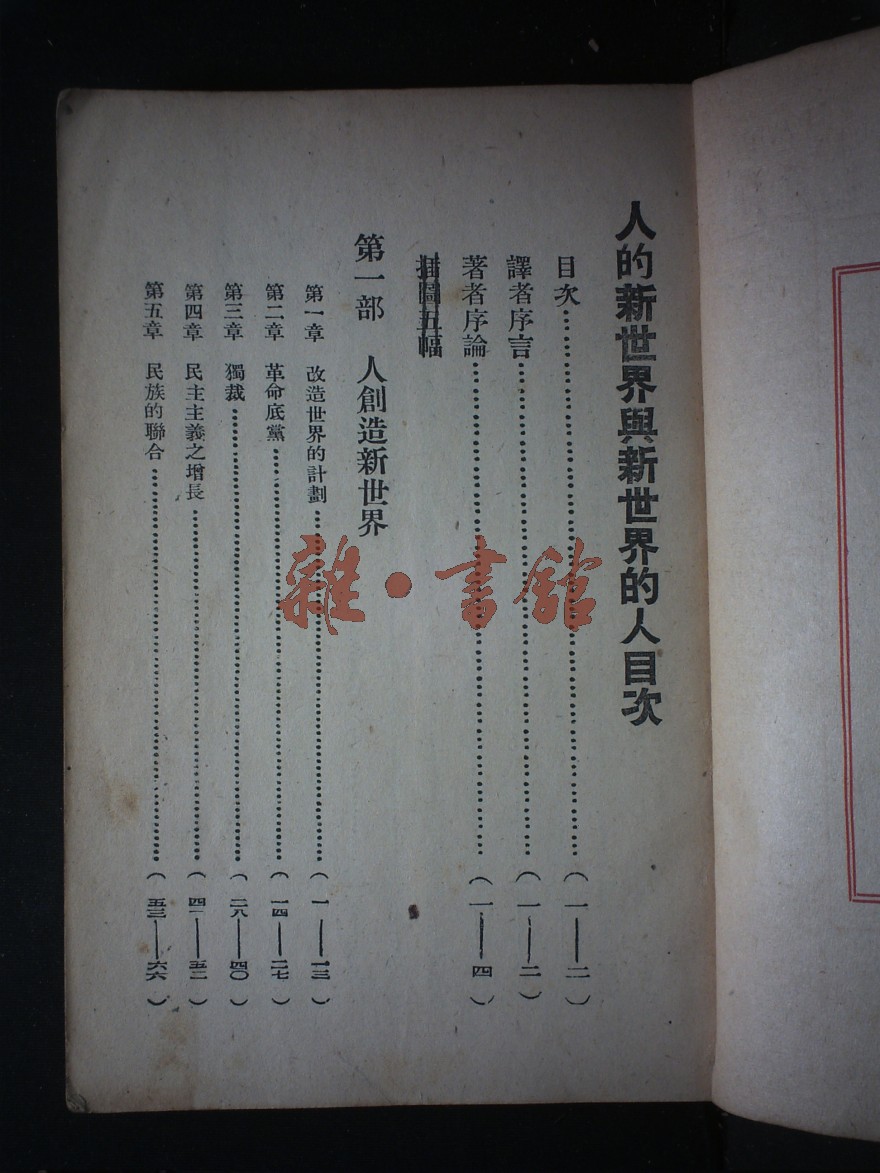 人的新世界與新世界的人目次
目次……………………………(一——二)
譯者序言……………………………(一——二)
著者序論……………………………(一——四)
插圖五幅
第一部 人創造新世界
第一章 改造世界的計劃……………………………(一——一三)
第二章 革命底黨……………………………(一四——二七)
第三章 獨裁……………………………(二八——四〇)
第四章 民主主義之增長……………………………(四一——五二)
第五章 民族的聯合……………………………(五三——六六)
雜·書館